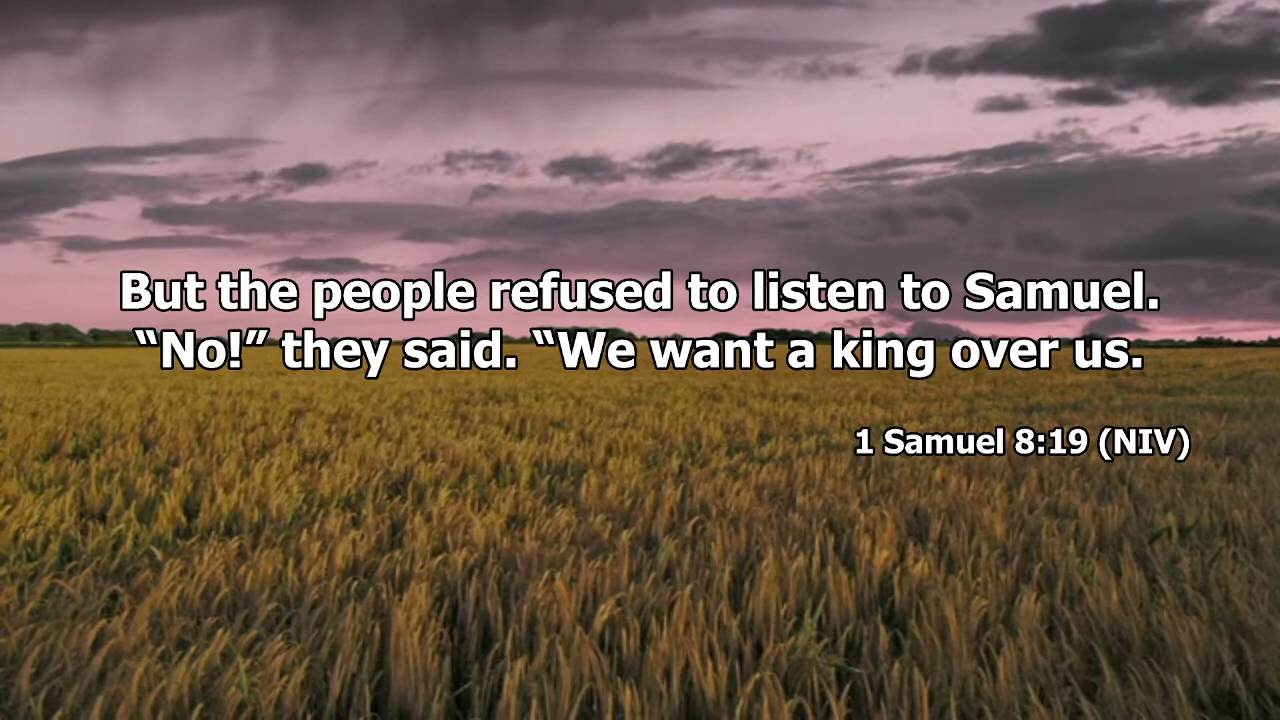 But the people refused to listen to Samuel.
“No!” they said. “We want a king over us.
1 Samuel 8:19 (NIV)